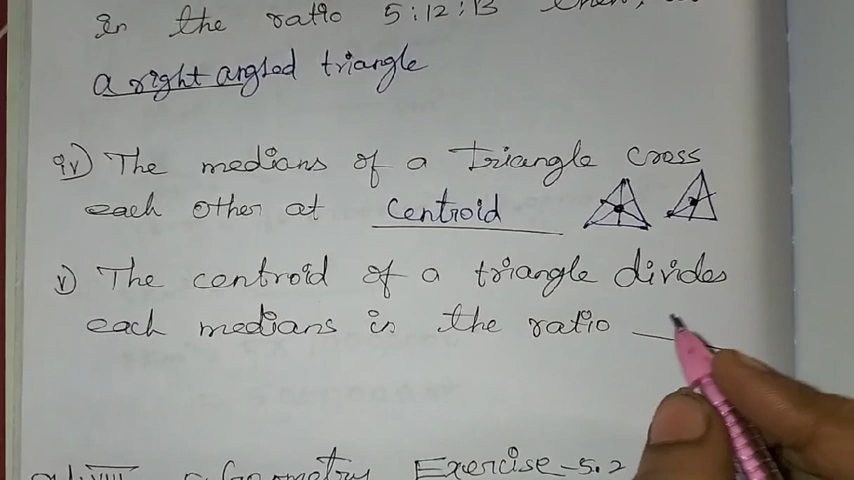 in the ratio 5:12:13 then,
a right angled triangle
iv) The medians of a triangle cross
each other at centroid
v) The centroid of a triangle divides
each medians in the ratio
Geometry Exercise-5.2